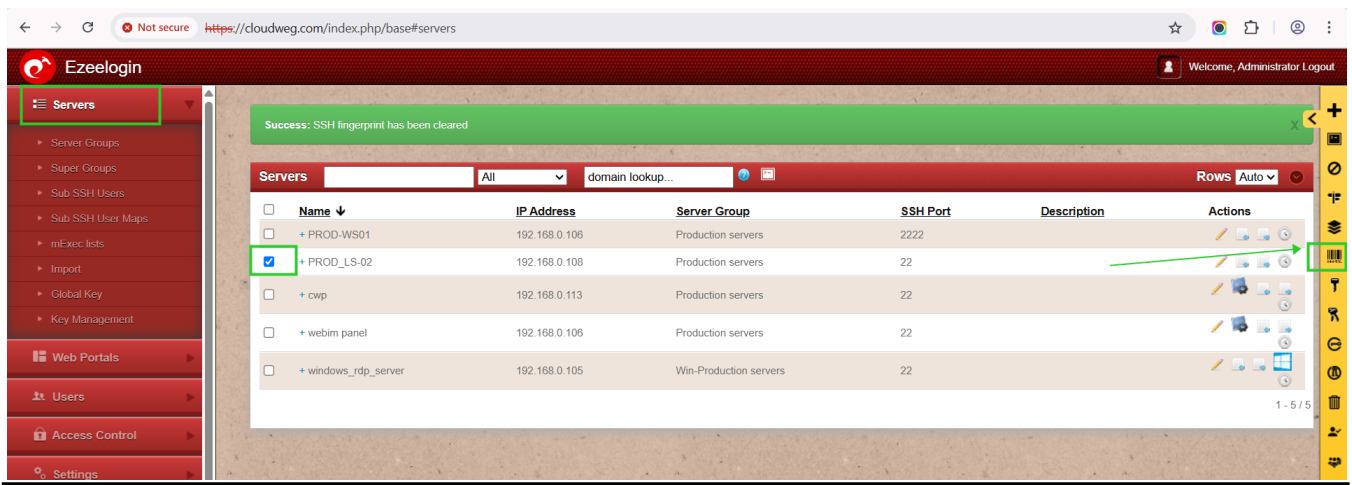 Not secure https://cloudweg.com/index.php/base#servers
Ezeelogin
Welcome, Administrator Logout
Servers
Success: SSH fingerprint has been cleared X
Server Groups
Super Groups
Sub SSH Users
Sub SSH User Maps
mExec lists
Import
Global Key
Key Management
Web Portals
Users
Access Control
Settings
Servers All domain lookup... Rows Auto
Name IP Address Server Group SSH Port Description Actions
+ PROD-WS01 192.168.0.106 Production servers 2222
+ PROD_LS-02 192.168.0.108 Production servers 22
+ cwp 192.168.0.113 Production servers 22
+ webim panel 192.168.0.106 Production servers 22
+ windows_rdp_server 192.168.0.105 Win-Production servers 22
1 - 5 / 5